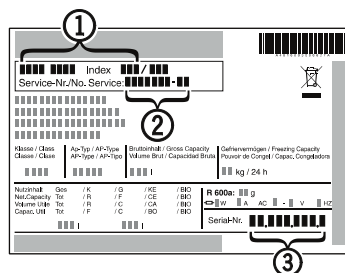 1
Index /
Service-Nr./No. Service: -
2
Klasse / Class
Classe / Clase
Ap-Typ / AP-Type
AP-Type / AP-Tipo
Bruttoinhalt / Gross Capacity
Volume Brut / Capacidad Bruta
l
Gefriervermögen / Freezing Capacity
Pouvoir de Congel / Capac, Congeladora
kg / 24 h
Nutzinhalt Ges / K / G / KE / BIO
Net.Capacity Tot / R / F / CE / BIO
Volume Utile Tot / R / C / CA / BIO
Capac. Util Tot / F / C / BO / BIO
l l
R 600a: g
W A AC - V HZ
Serial-Nr. . . .
3